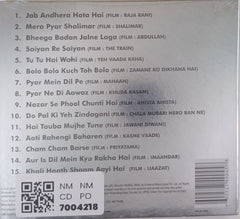 1. Jab Andhera Hota Hai (FILM : RAJA RANI)
2. Mera Pyar Shalimar (FILM : SHALIMAR)
3. Bheega Badan Jalne Laga (FILM : ABDULLAH)
4. Saiyan Re Saiyan (FILM : THE TRAIN)
5. Tu Tu Hai Wahi (FILM : YEH VAADA RAHA)
6. Bolo Bolo Kuch Toh Bolo (FILM : ZAMANE KO DIKHANA HAI)
7. Pyar Mein Dil Pe (FILM : MAHAAN)
8. Pyar Ne Di Aawaz (FILM : KHUDA KASAM)
9. Nazar Se Phool Chunti Hai (FILM : AHISTA AHISTA)
10. Do Pal Ki Yeh Zindagani (FILM : CHALA MURARI HERO BAN NE)
11. Hai Tauba Mujhe Tune (FILM : JAWANI DIWANI)
12. Aati Rahengi Baharen (FILM : KASME VAADE)
13. Cham Cham Barse (FILM : PRIYATAMA)
14. Aur Is Dil Mein Kya Rakha Hai (FILM : IMAANDAR)
15. Khali Haath Shaam Aayi Hai (FILM : IJAAZAT)
NM NM
CD PO
7004218